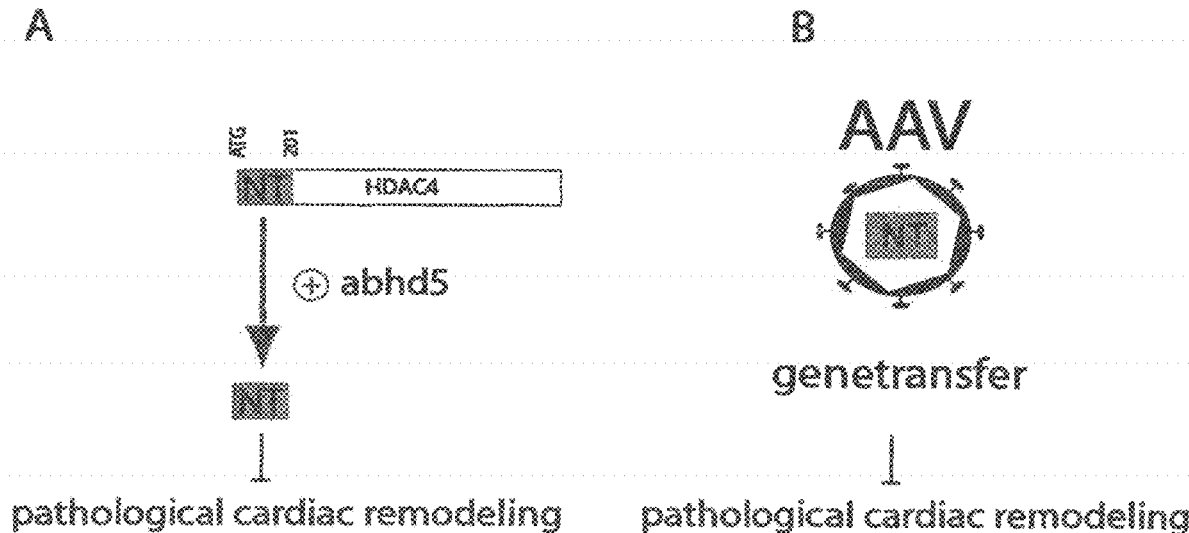 A
B
AAV
ATG
201
NT
HDAC4
NT
+ abhd5
genetransfer
NT
pathological cardiac remodeling
pathological cardiac remodeling